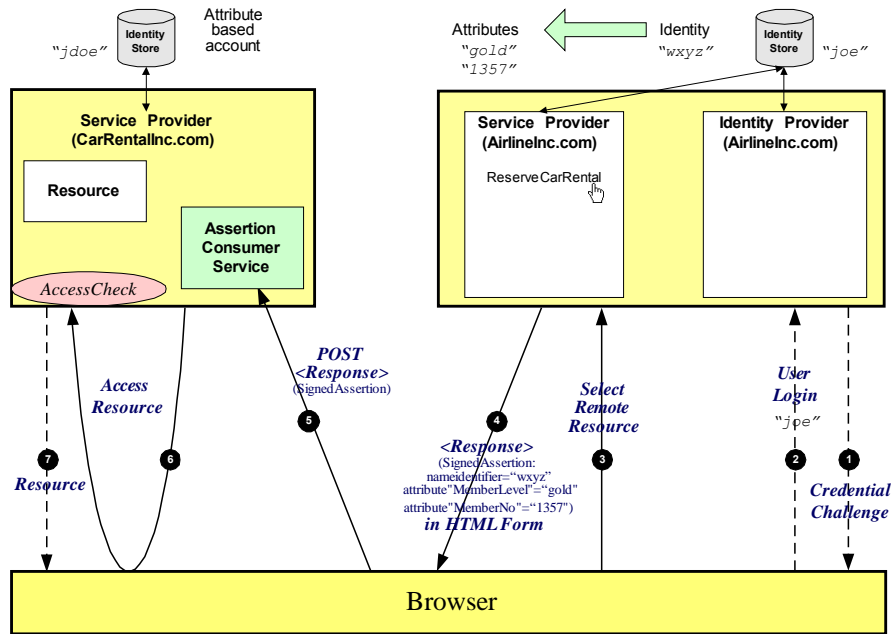 “jdoe”
Identity
Store
Attribute
based
account
Attributes
“gold”
“1357”
Identity
“wxyz”
Identity
Store
“joe”
Service Provider
(CarRentalInc.com)
Resource
Assertion
Consumer
Service
AccessCheck
Service Provider
(AirlineInc.com)
ReserveCarRental
Identity Provider
(AirlineInc.com)
POST
<Response>
(SignedAssertion)
Access
Resource
Select
Remote
Resource
User
Login
“joe”
5
4
<Response>
(SignedAssertion:
nameidentifier=“wxyz”
attribute"MemberLevel"=“gold”
attribute"MemberNo"=“1357”)
in HTML Form
7
6
3
2
1
Resource
Credential
Challenge
Browser